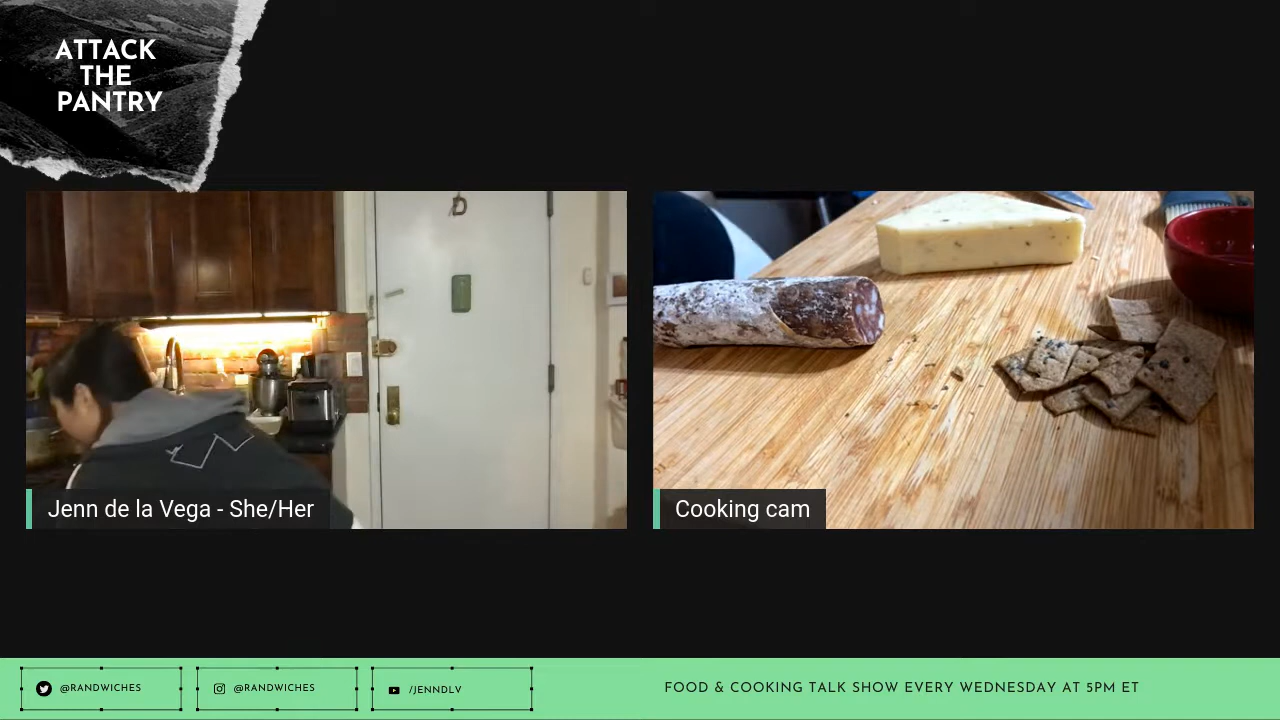 ATTACK
THE
PANTRY
D
Jenn de la Vega - She/Her
Cooking cam
@RANDWICHES
@RANDWICHES
/JENNDLV
FOOD & COOKING TALK SHOW EVERY WEDNESDAY AT 5PM ET